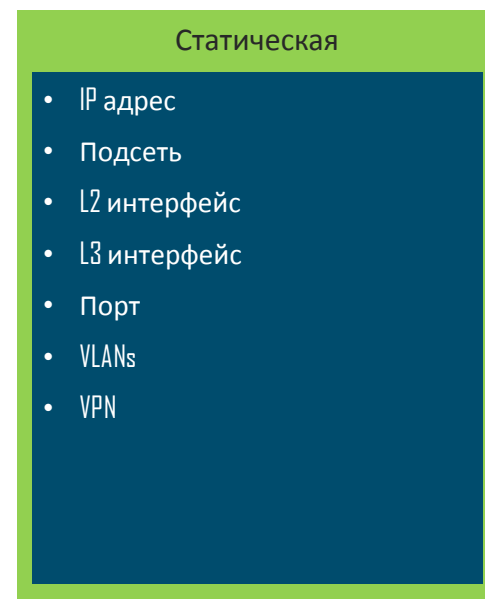 Статическая
• IP адрес
• Подсеть
• L2 интерфейс
• L3 интерфейс
• Порт
• VLANs
• VPN